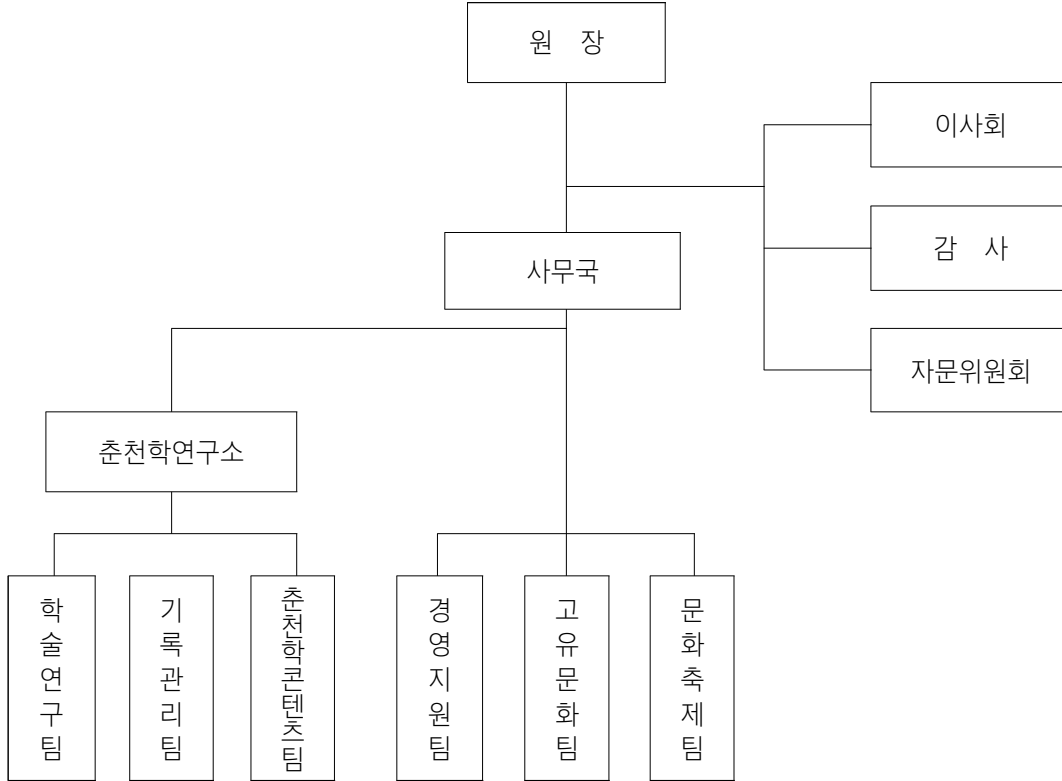 원 장
이사회
감 사
사무국
자문위원회
춘천학연구소
학술연구팀
기록관리팀
춘천학콘텐츠팀
경영지원팀
고유문화팀
문화축제팀